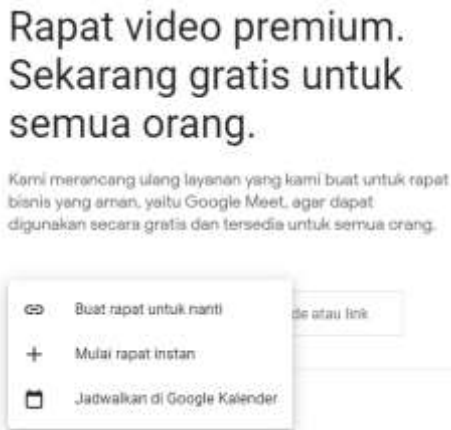 Rapat video premium.
Sekarang gratis untuk
semua orang.
Kami merancang ulang layanan yang kami buat untuk rapat
bisnis yang aman, yaitu Google Meet, agar dapat
digunakan secara gratis dan tersedia untuk semua orang.
Buat rapat untuk nanti
de atau link
Mulai rapat instan
Jadwalkan di Google Kalender